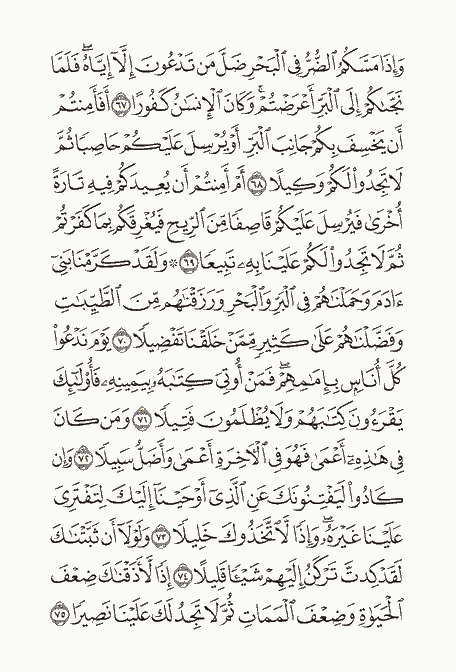 وَإِذَا مَسَّكُمُ ٱلضُّرُّ فِى ٱلْبَحْرِ ضَلَّ مَن تَدْعُونَ إِلَّآ إِيَّاهُ ۖ فَلَمَّا
نَجَّىٰكُمْ إِلَى ٱلْبَرِّ أَعْرَضْتُمْ ۚ وَكَانَ ٱلْإِنسَـٰنُ كَفُورًا ٦٧ أَفَأَمِنتُمْ
أَن يَخْسِفَ بِكُمْ جَانِبَ ٱلْبَرِّ أَوْ يُرْسِلَ عَلَيْكُمْ حَاصِبًا ثُمَّ
لَا تَجِدُوا۟ لَكُمْ وَكِيلًا ٦٨ أَمْ أَمِنتُمْ أَن يُعِيدَكُمْ فِيهِ تَارَةً
أُخْرَىٰ فَيُرْسِلَ عَلَيْكُمْ قَاصِفًا مِّنَ ٱلرِّيحِ فَيُغْرِقَكُم بِمَا كَفَرْتُمْ
ثُمَّ لَا تَجِدُوا۟ لَكُمْ عَلَيْنَا بِهِۦ تَبِيعًا ٦٩ ۞ وَلَقَدْ كَرَّمْنَا بَنِىٓ
ءَادَمَ وَحَمَلْنَـٰهُمْ فِى ٱلْبَرِّ وَٱلْبَحْرِ وَرَزَقْنَـٰهُم مِّنَ ٱلطَّيِّبَـٰتِ
وَفَضَّلْنَـٰهُمْ عَلَىٰ كَثِيرٍ مِّمَّنْ خَلَقْنَا تَفْضِيلًا ٧٠ يَوْمَ نَدْعُوا۟
كُلَّ أُنَاسٍۭ بِإِمَـٰمِهِمْ ۖ فَمَنْ أُوتِىَ كِتَـٰبَهُۥ بِيَمِينِهِۦ فَأُو۟لَـٰٓئِكَ
يَقْرَءُونَ كِتَـٰبَهُمْ وَلَا يُظْلَمُونَ فَتِيلًا ٧١ وَمَن كَانَ
فِى هَـٰذِهِۦٓ أَعْمَىٰ فَهُوَ فِى ٱلْـَٔاخِرَةِ أَعْمَىٰ وَأَضَلُّ سَبِيلًا ٧٢ وَإِن
كَادُوا۟ لَيَفْتِنُونَكَ عَنِ ٱلَّذِىٓ أَوْحَيْنَآ إِلَيْكَ لِتَفْتَرِىَ
عَلَيْنَا غَيْرَهُۥ ۖ وَإِذًا لَّٱتَّخَذُوكَ خَلِيلًا ٧٣ وَلَوْلَآ أَن ثَبَّتْنَـٰكَ
لَقَدْ كِدتَّ تَرْكَنُ إِلَيْهِمْ شَيْـًٔا قَلِيلًا ٧٤ إِذًا لَّأَذَقْنَـٰكَ ضِعْفَ
ٱلْحَيَوٰةِ وَضِعْفَ ٱلْمَمَاتِ ثُمَّ لَا تَجِدُ لَكَ عَلَيْنَا نَصِيرًا ٧٥